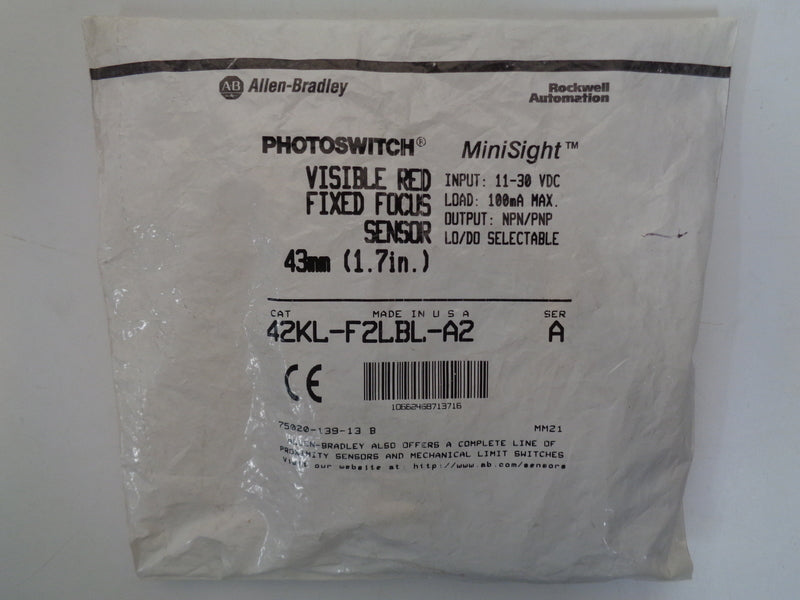 AB Allen-Bradley
Rockwell
Automation
PHOTOSWITCH® MiniSight™
VISIBLE RED
FIXED FOCUS
SENSOR
43mm (1.7in.)
INPUT: 11-30 VDC
LOAD: 100mA MAX.
OUTPUT: NPN/PNP
LO/DO SELECTABLE
CAT MADE IN U S A SER
42KL-F2LBL-A2 A
CE
10662468713716
75020-139-13 B MM21
ALLEN-BRADLEY ALSO OFFERS A COMPLETE LINE OF
PROXIMITY SENSORS AND MECHANICAL LIMIT SWITCHES
Visit our website at: http://www.ab.com/sensors